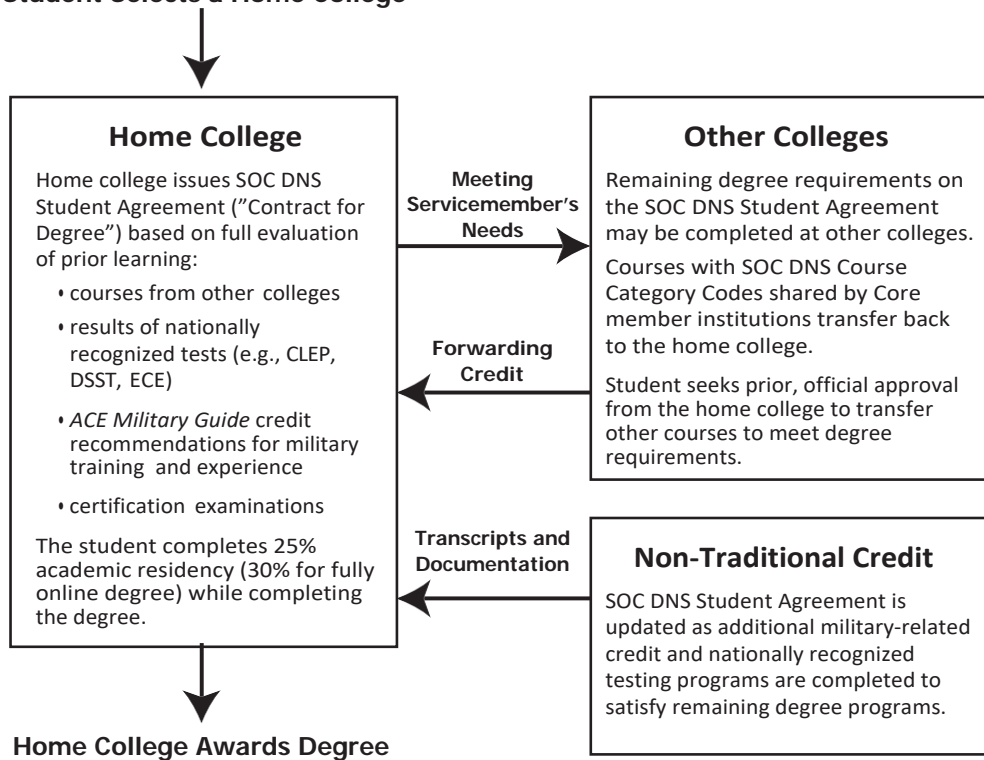 Student Selects a Home College
Home College
Home college issues SOC DNS
Student Agreement ("Contract for
Degree") based on full evaluation
of prior learning:
• courses from other colleges
• results of nationally
recognized tests (e.g., CLEP,
DSST, ECE)
• ACE Military Guide credit
recommendations for military
training and experience
• certification examinations
The student completes 25%
academic residency (30% for fully
online degree) while completing
the degree.
Meeting
Servicemember's
Needs
Forwarding
Credit
Transcripts and
Documentation
Other Colleges
Remaining degree requirements on
the SOC DNS Student Agreement
may be completed at other colleges.
Courses with SOC DNS Course
Category Codes shared by Core
member institutions transfer back
to the home college.
Student seeks prior, official approval
from the home college to transfer
other courses to meet degree
requirements.
Non-Traditional Credit
SOC DNS Student Agreement is
updated as additional military-related
credit and nationally recognized
testing programs are completed to
satisfy remaining degree programs.
Home College Awards Degree